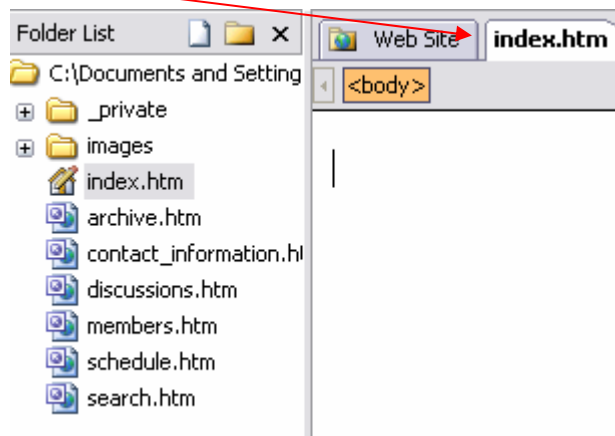 Folder List
C:\Documents and Setting
_private
images
index.htm
archive.htm
contact_information.h
discussions.htm
members.htm
schedule.htm
search.htm
Web Site
index.htm
<body>